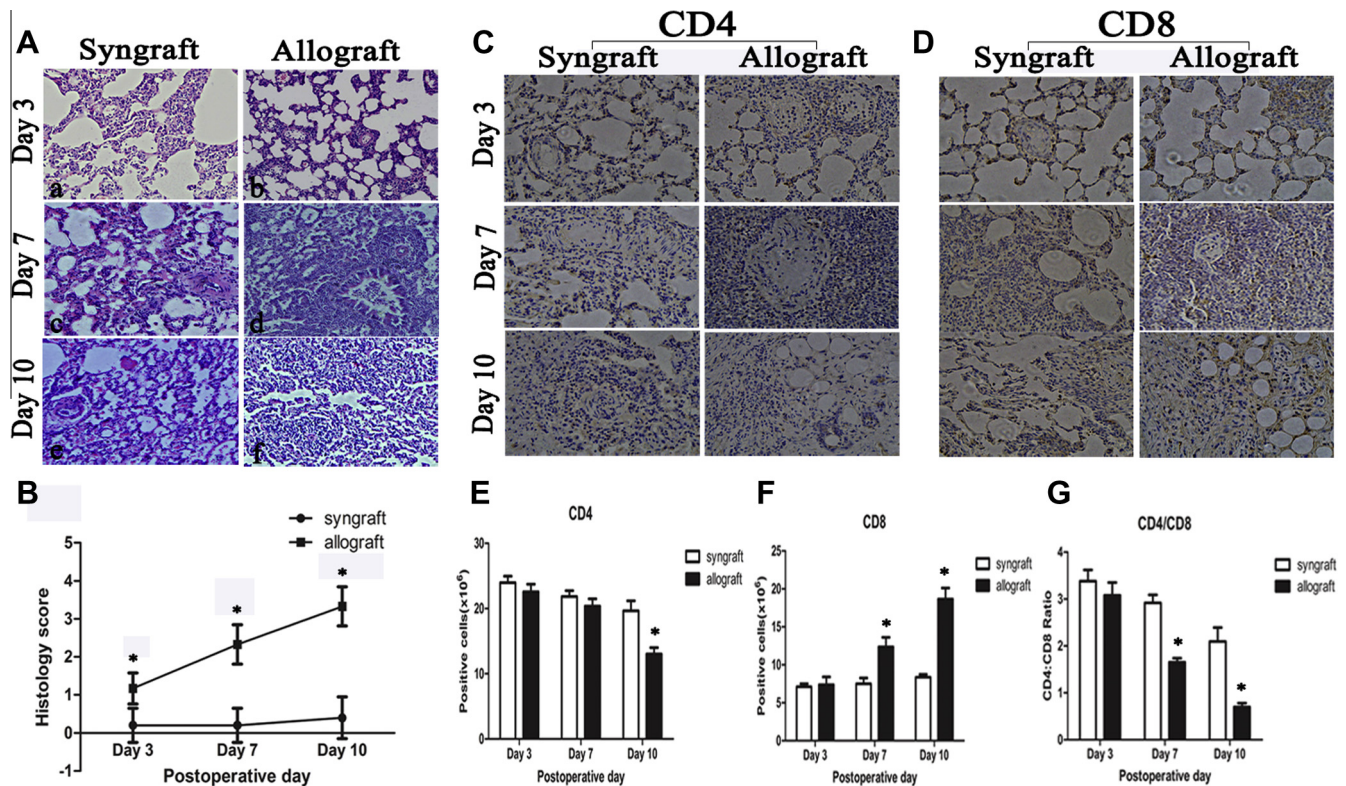 A
Syngraft Allograft
Day 3
Day 7
Day 10
a
b
c
d
e
f
C
CD4
Syngraft Allograft
Day 3
Day 7
Day 10
D
CD8
Syngraft Allograft
B
syngraft
allograft
Histology score
5
4
3
2
1
0
-1
*
*
*
Day 3 Day 7 Day 10
Postoperative day
E
CD4
syngraft
allograft
Positive cells(x10⁶)
30
20
10
0
*
Day 3 Day 7 Day 10
Postoperative day
F
CD8
syngraft
allograft
Positive cells(x10⁶)
25
20
15
10
5
0
*
*
Day 3 Day 7 Day 10
Postoperative day
G
CD4/CD8
syngraft
allograft
CD4:CD8 Ratio
4
3
2
1
0
*
*
Day 3 Day 7 Day 10
Postoperative day